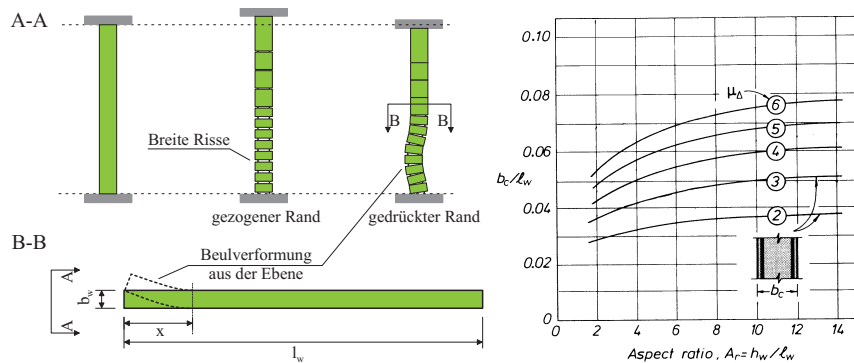 A-A
Breite Risse
gezogener Rand
gedrückter Rand
B
B
B-B
Beulverformung
aus der Ebene
A
A
b_w
x
l_w
0.10
0.08
0.06
b_c/ℓ_w
0.04
0.02
0
μ_Δ
6
5
4
3
2
b_c
0 2 4 6 8 10 12 14
Aspect ratio , A_r = h_w/ℓ_w